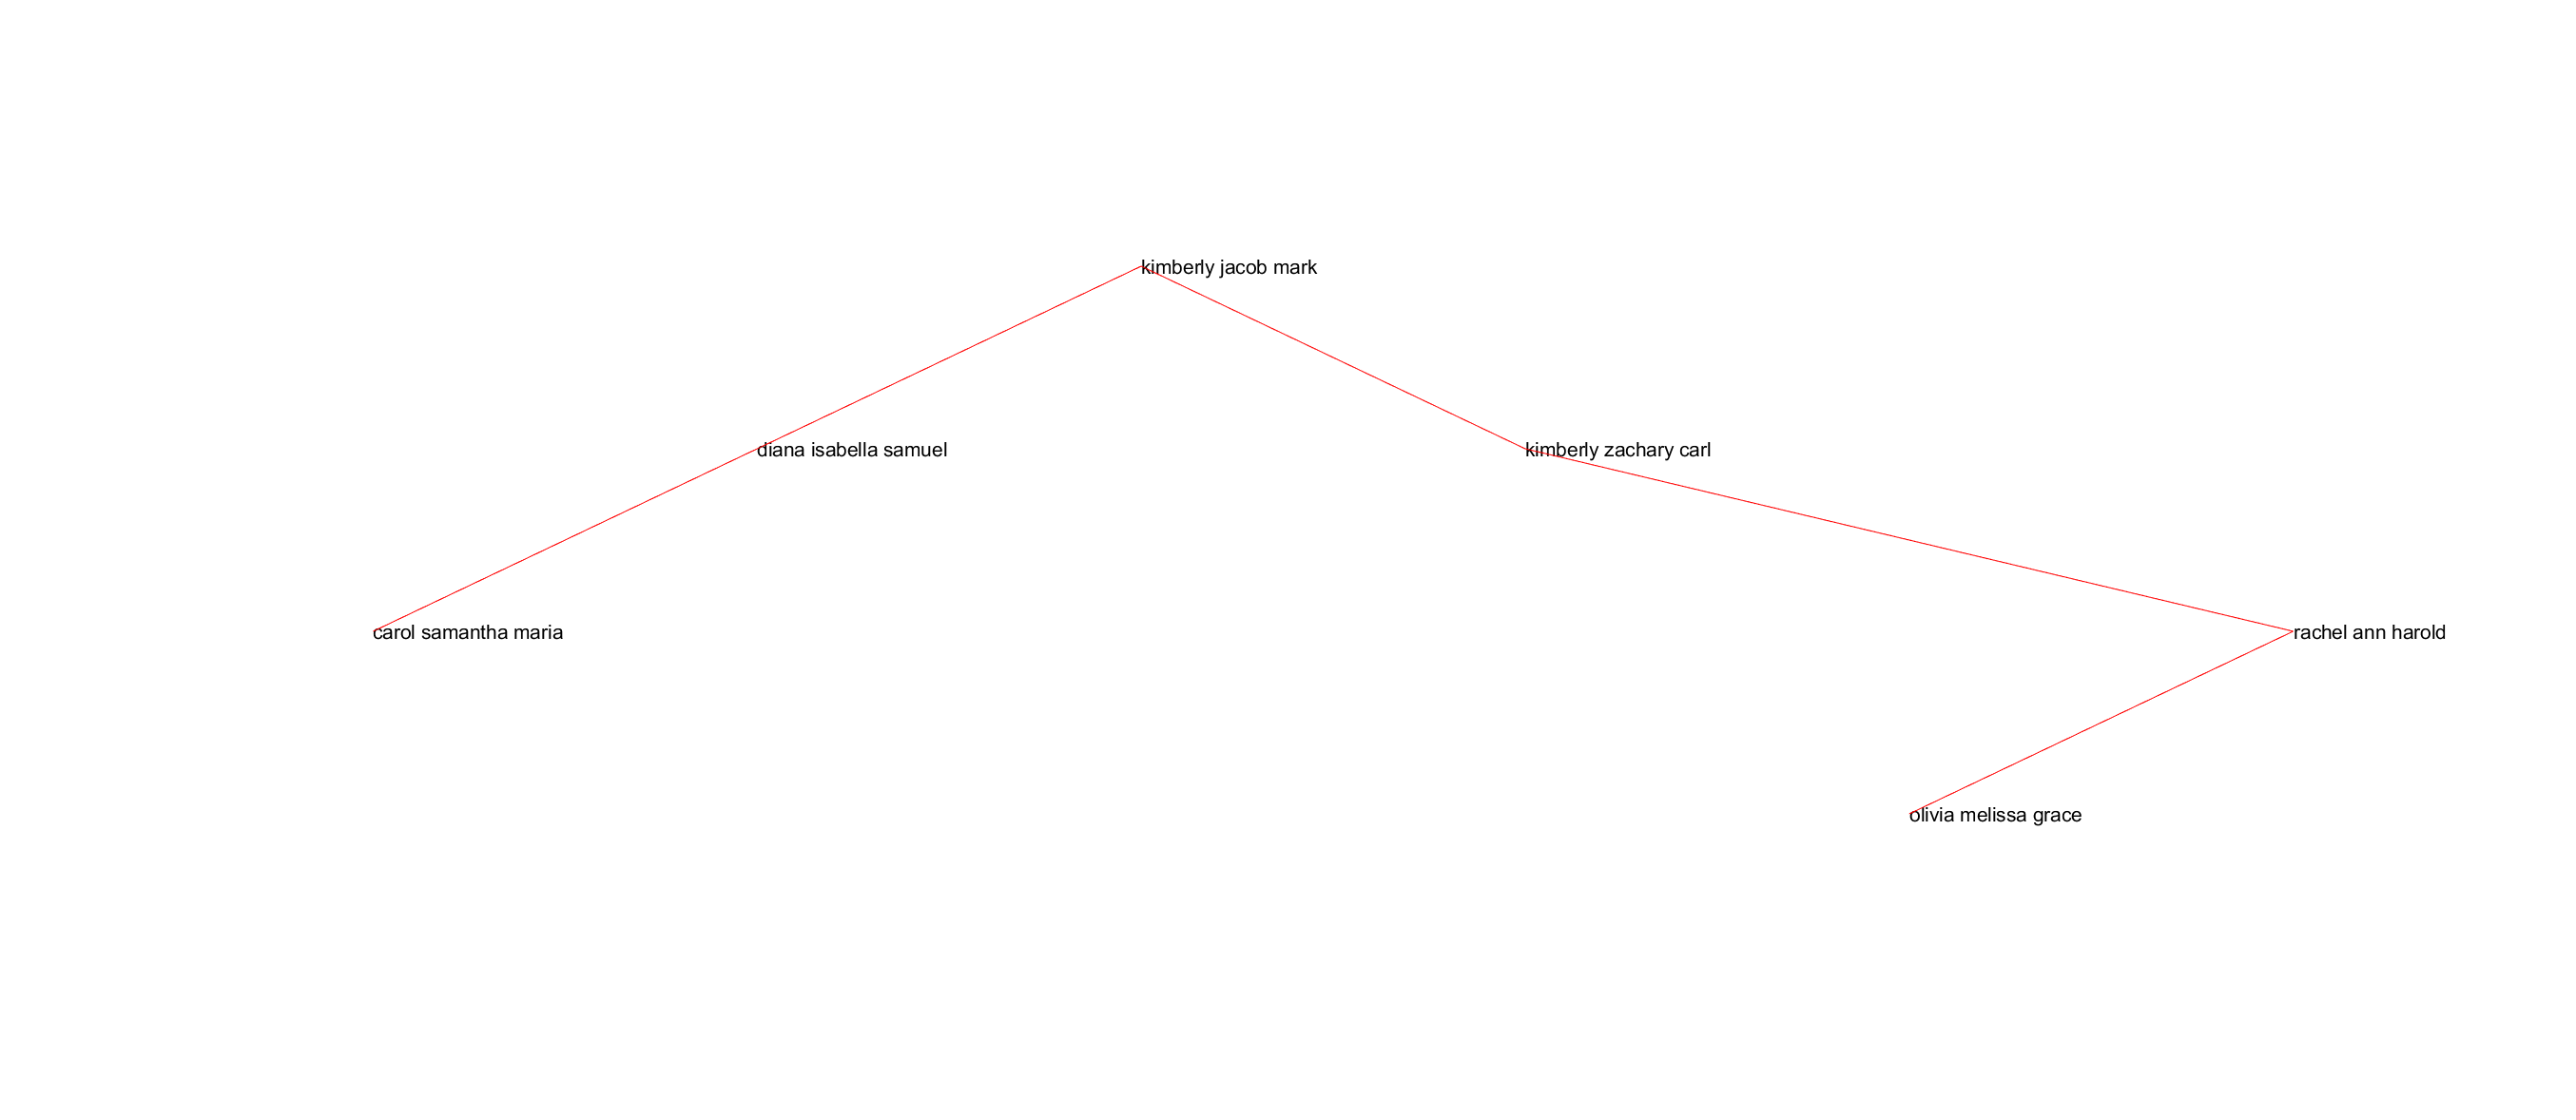 kimberly jacob mark
diana isabella samuel
kimberly zachary carl
carol samantha maria
rachel ann harold
olivia melissa grace